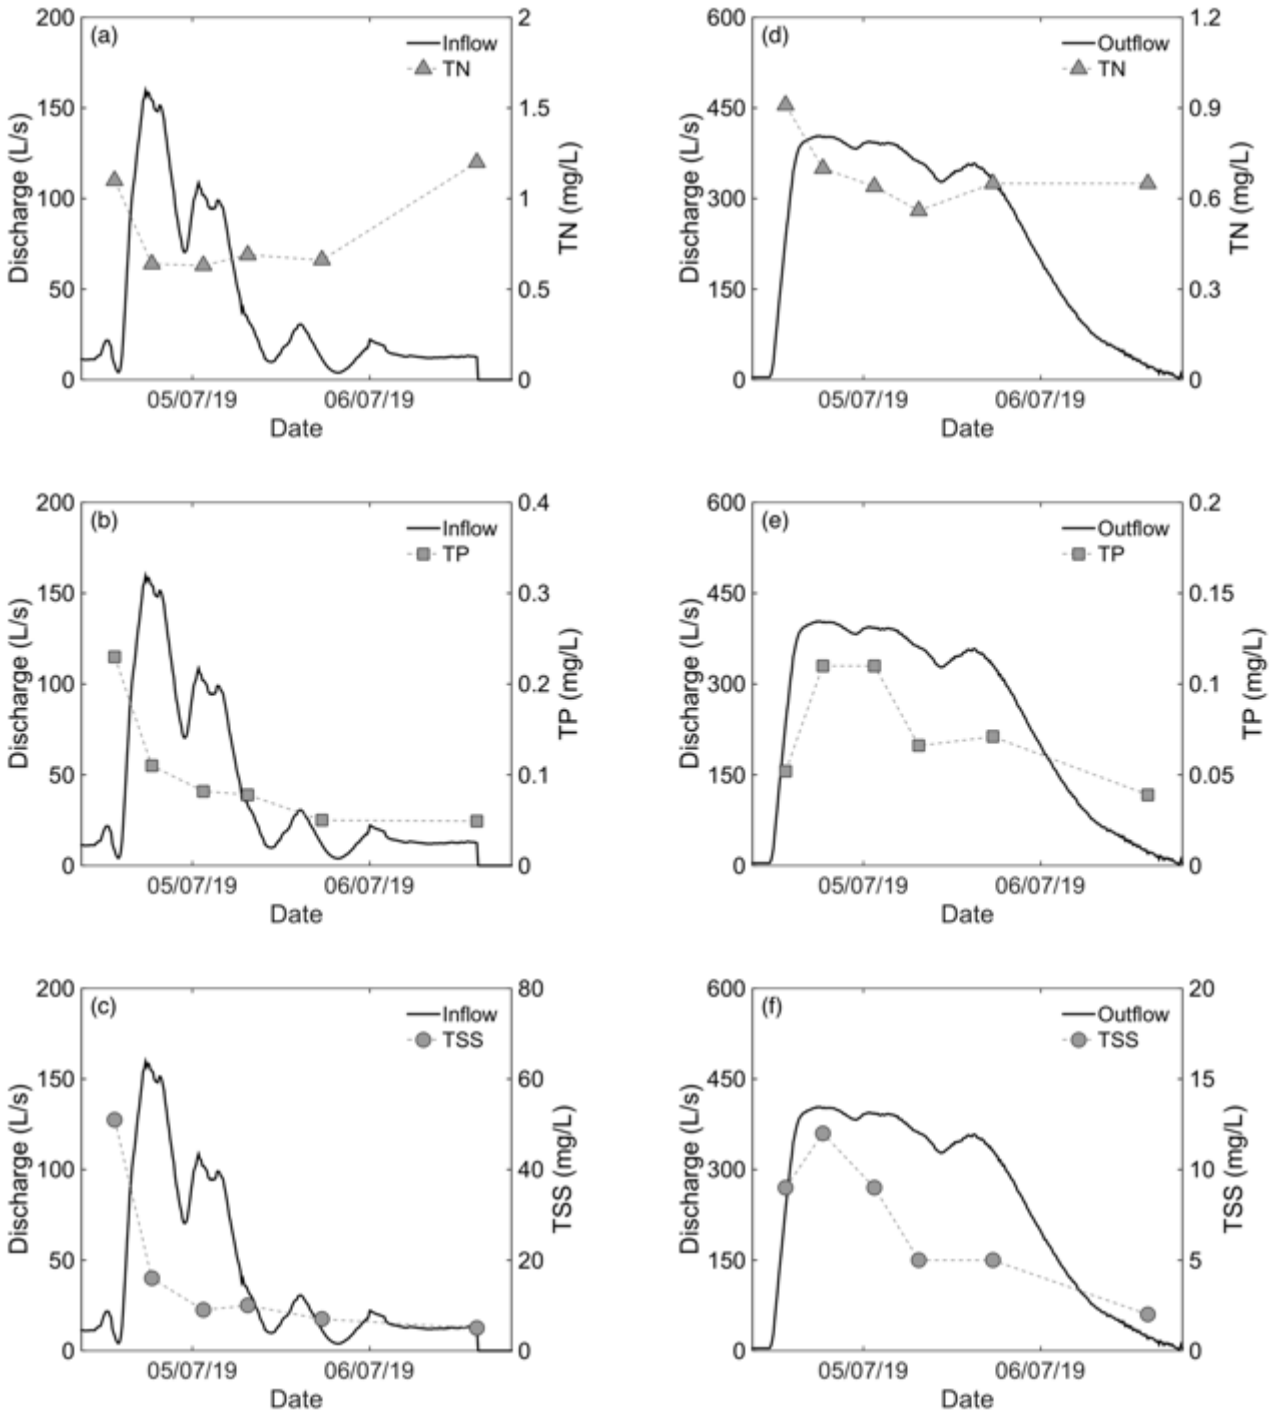 (a)
Inflow
TN
200
150
100
50
0
Discharge (L/s)
2
1.5
1
0.5
0
TN (mg/L)
05/07/19 06/07/19
Date
(d)
Outflow
TN
600
450
300
150
0
Discharge (L/s)
1.2
0.9
0.6
0.3
0
TN (mg/L)
05/07/19 06/07/19
Date
(b)
Inflow
TP
200
150
100
50
0
Discharge (L/s)
0.4
0.3
0.2
0.1
0
TP (mg/L)
05/07/19 06/07/19
Date
(e)
Outflow
TP
600
450
300
150
0
Discharge (L/s)
0.2
0.15
0.1
0.05
0
TP (mg/L)
05/07/19 06/07/19
Date
(c)
Inflow
TSS
200
150
100
50
0
Discharge (L/s)
80
60
40
20
0
TSS (mg/L)
05/07/19 06/07/19
Date
(f)
Outflow
TSS
600
450
300
150
0
Discharge (L/s)
20
15
10
5
0
TSS (mg/L)
05/07/19 06/07/19
Date